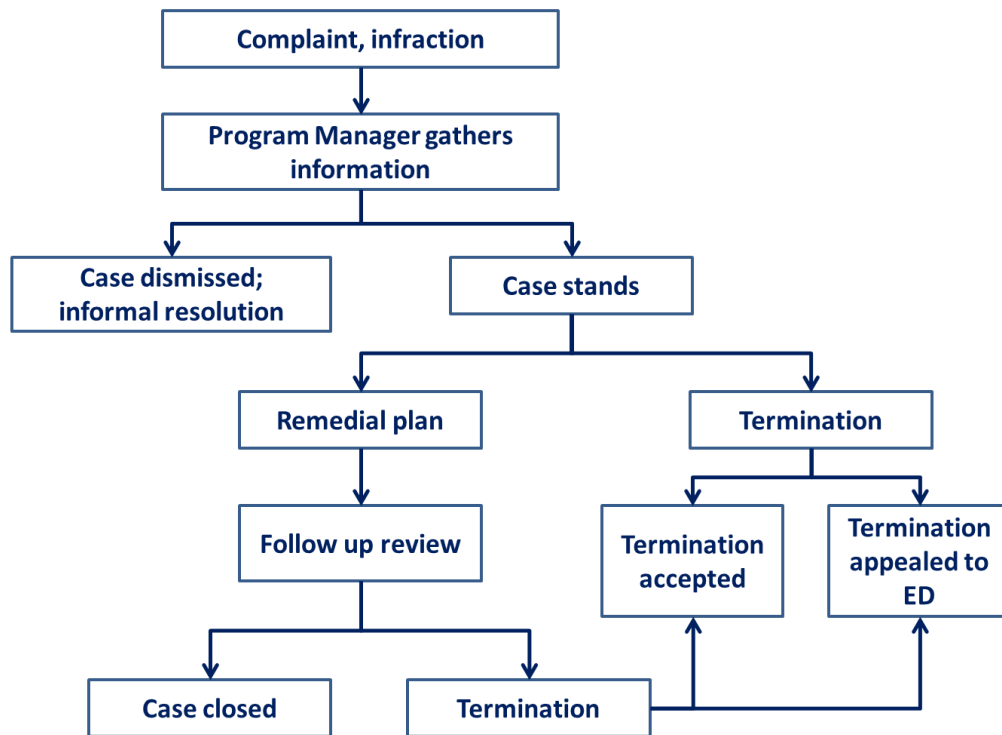 Complaint, infraction
Program Manager gathers
information
Case dismissed;
informal resolution
Case stands
Remedial plan
Termination
Follow up review
Termination
accepted
Termination
appealed to
ED
Case closed
Termination